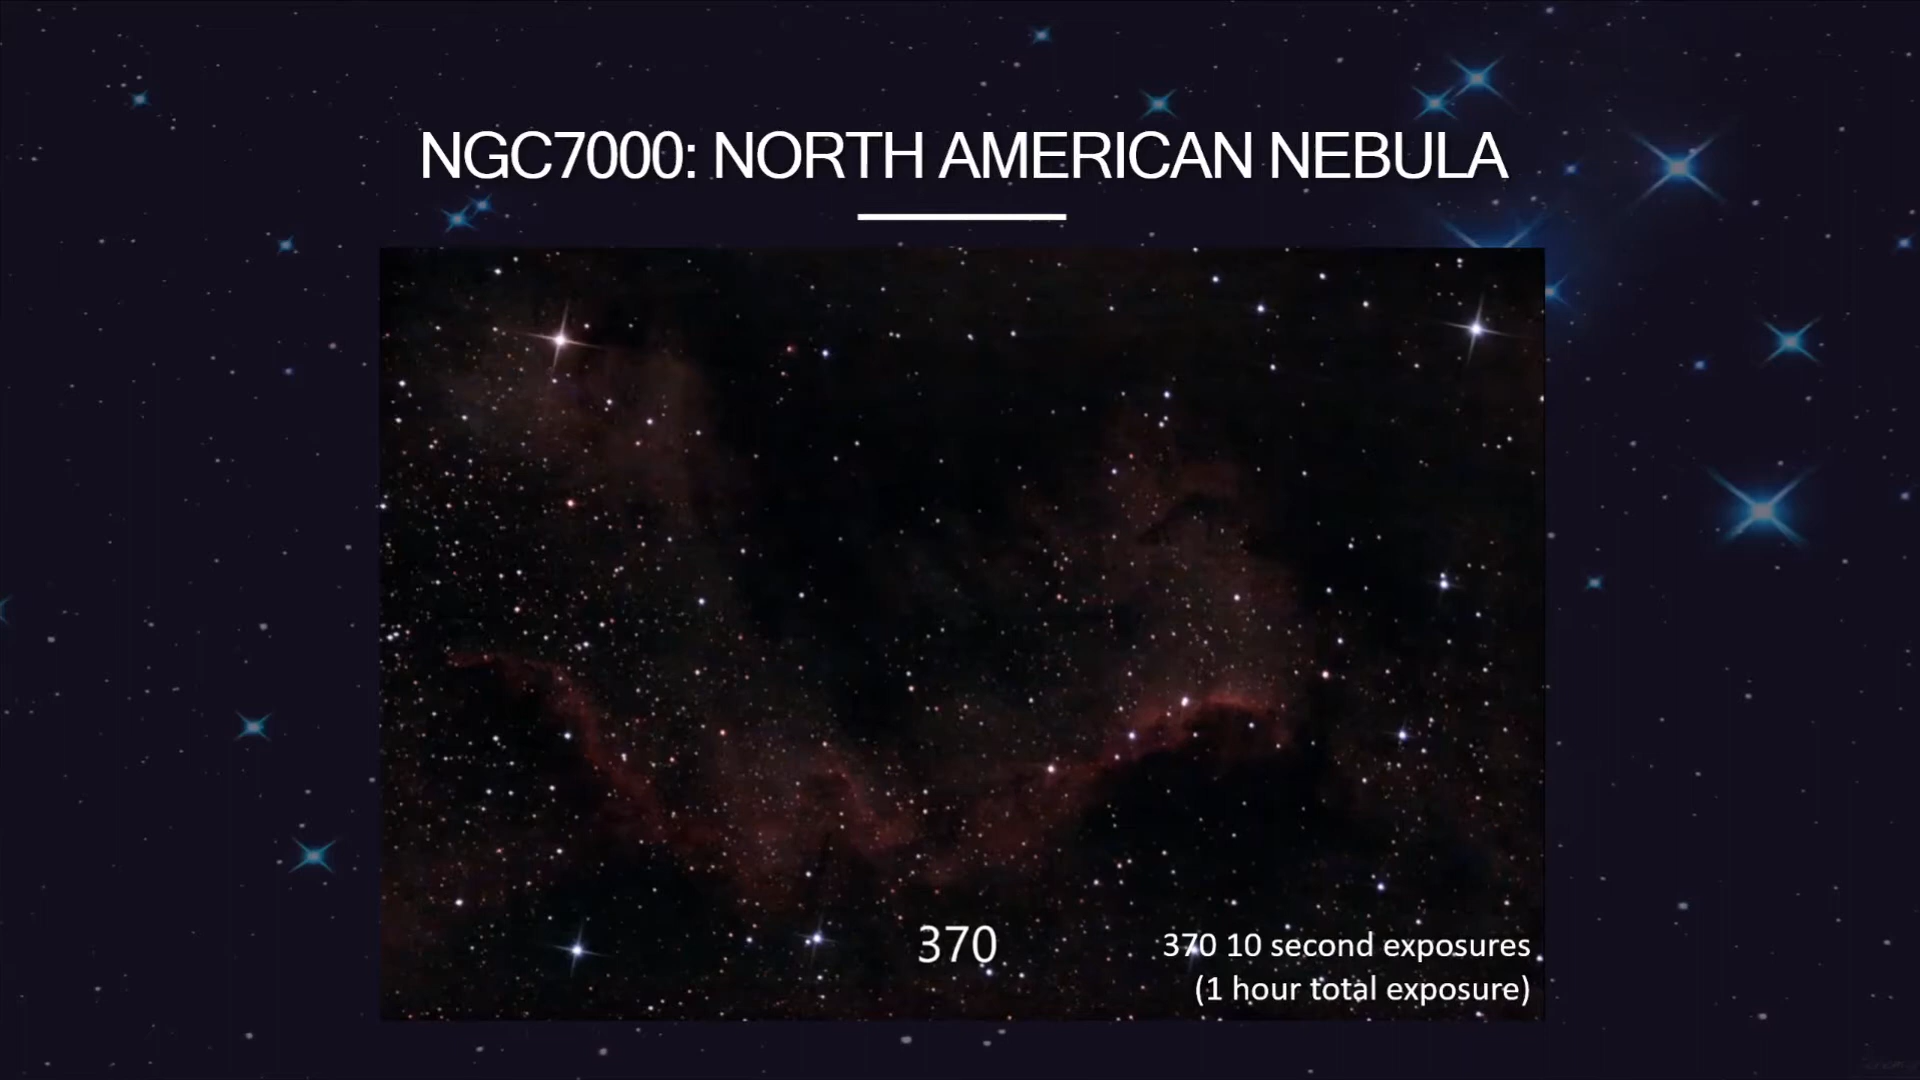 NGC7000: NORTH AMERICAN NEBULA
370
370 10 second exposures
(1 hour total exposure)